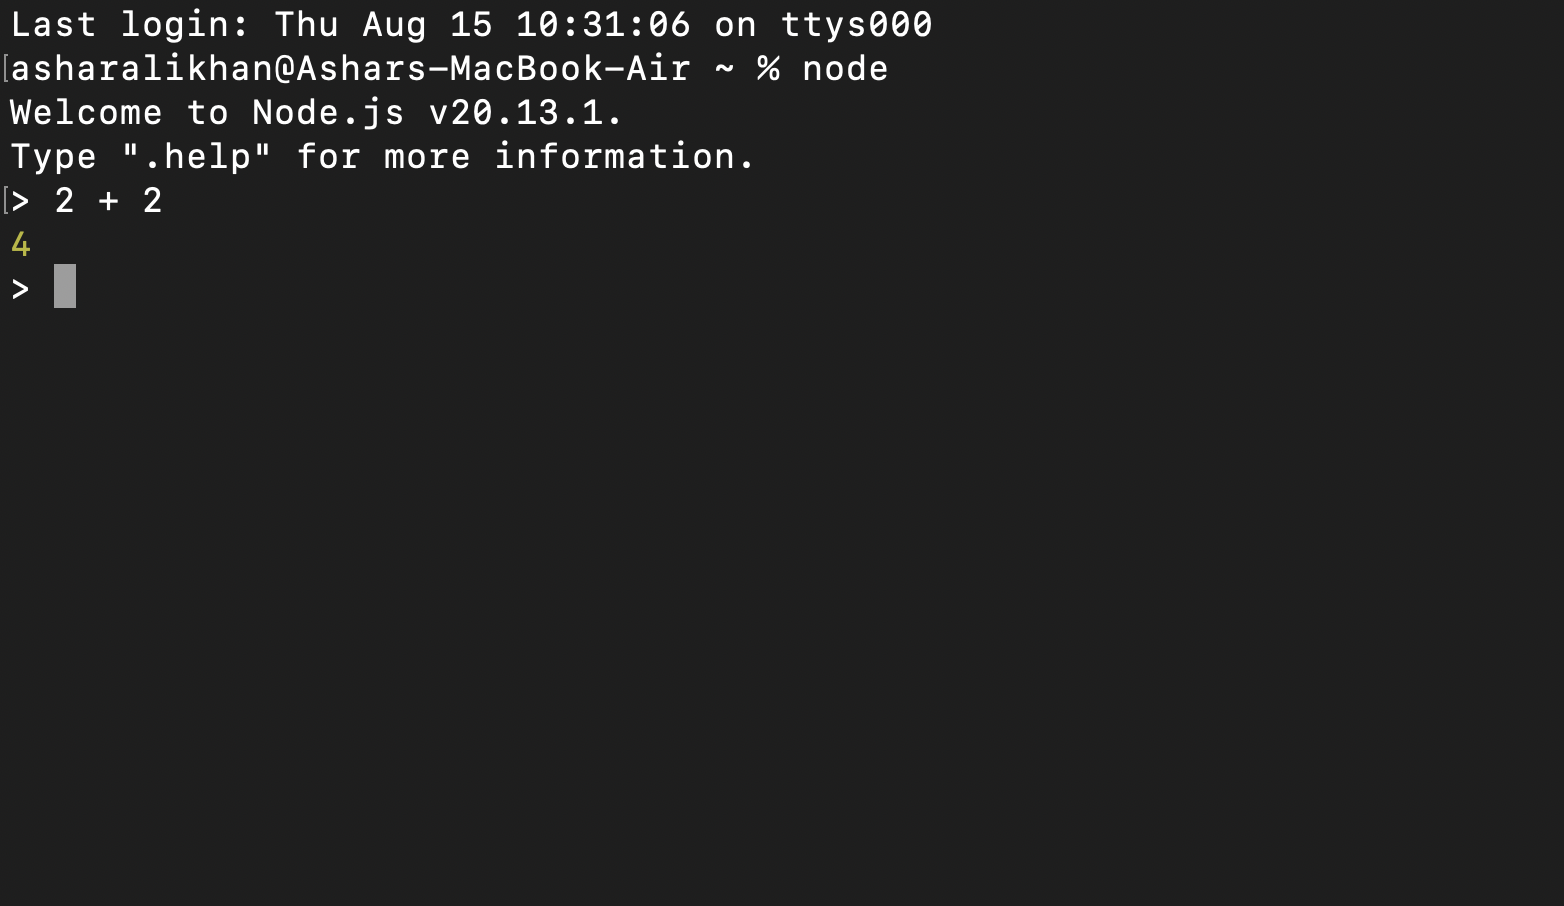 Last login: Thu Aug 15 10:31:06 on ttys000
[asharalikhan@Ashars-MacBook-Air ~ % node
Welcome to Node.js v20.13.1.
Type ".help" for more information.
[> 2 + 2
4
>